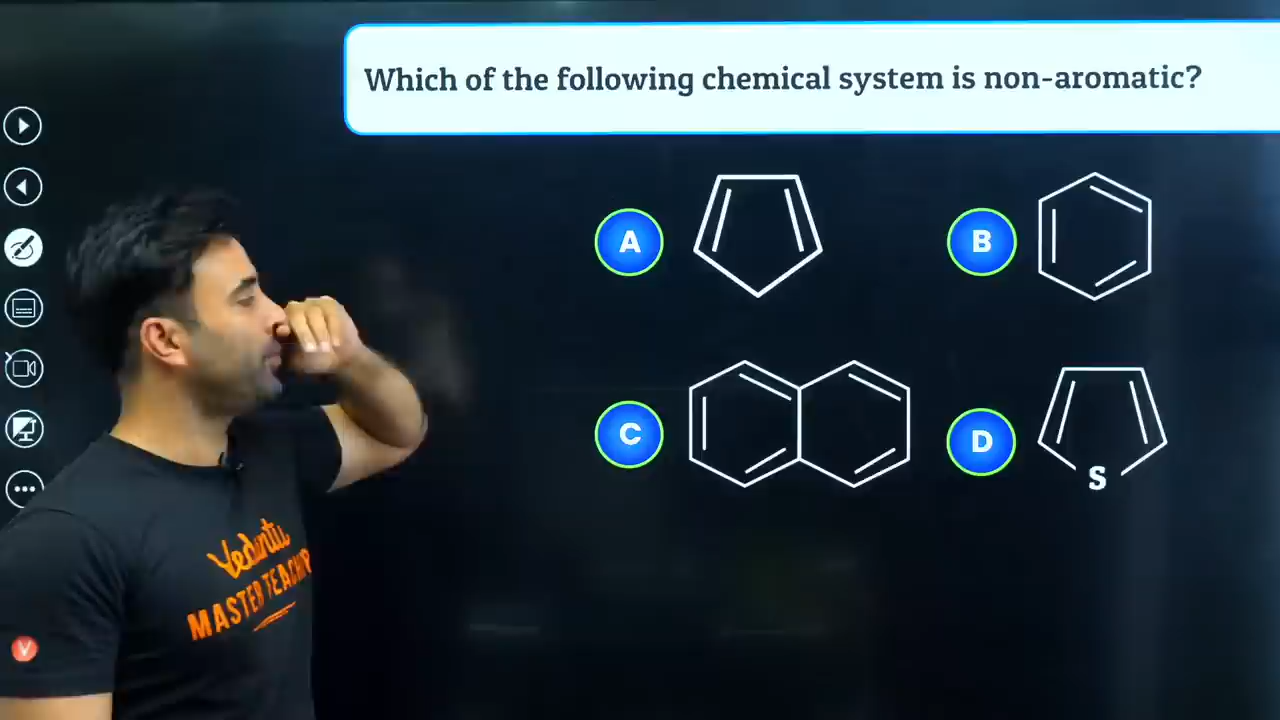 Which of the following chemical system is non-aromatic?
A
B
C
D
S
Vedantu
MASTER TEACHER
V